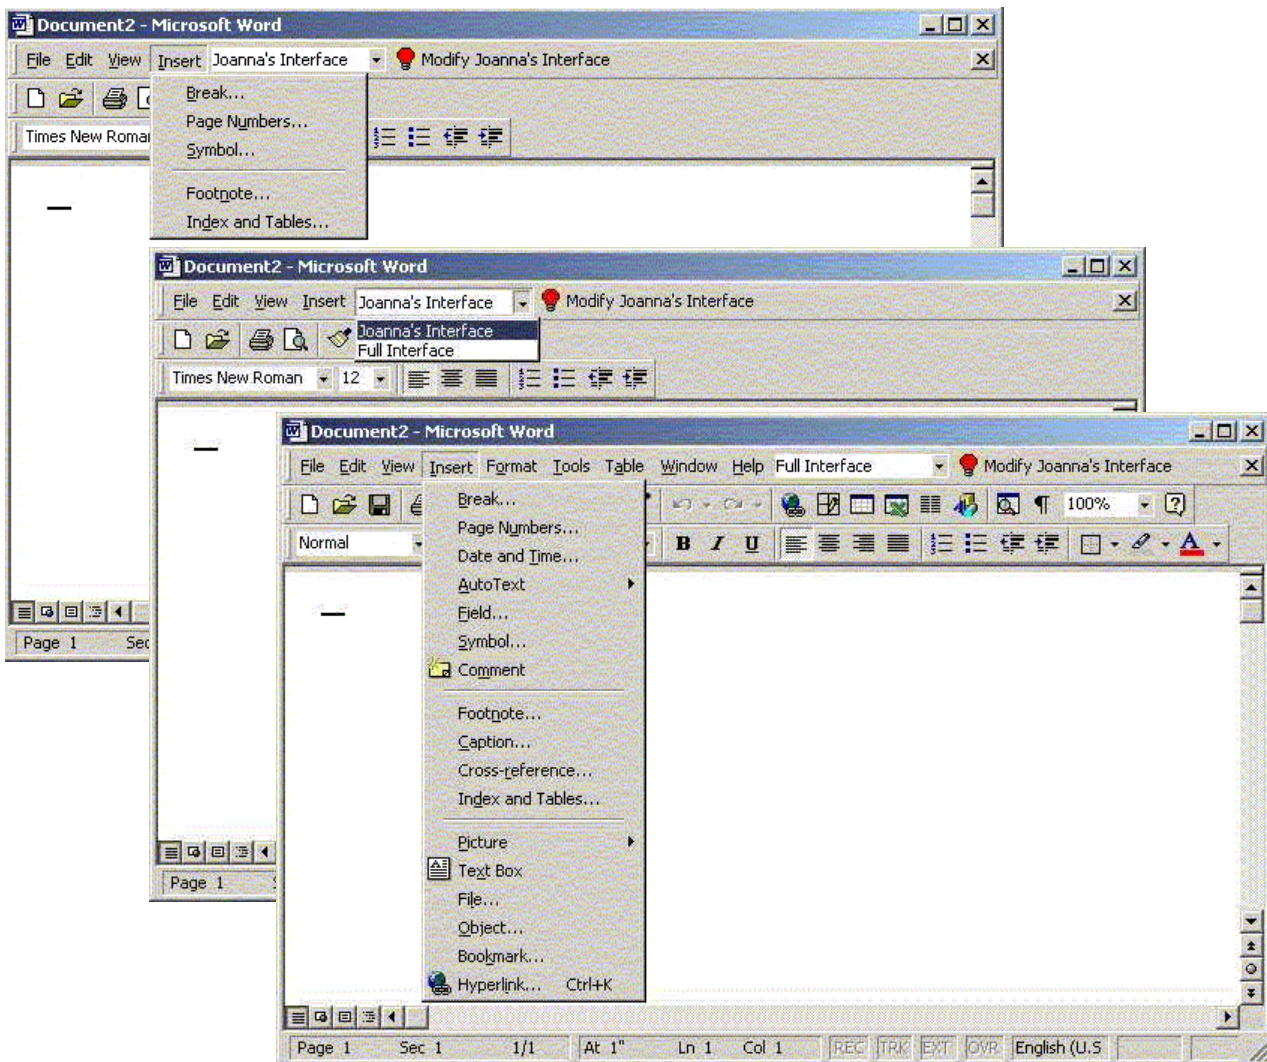 Document2 - Microsoft Word
File Edit View Insert Joanna's Interface Modify Joanna's Interface
Break...
Page Numbers...
Times New Roman
Symbol...
Footnote...
Index and Tables...
Page 1 Sec
Document2 - Microsoft Word
File Edit View Insert Joanna's Interface Modify Joanna's Interface
Joanna's Interface
Full Interface
Times New Roman 12
Page 1
Document2 - Microsoft Word
File Edit View Insert Format Tools Table Window Help Full Interface Modify Joanna's Interface
100%
Normal B I U A
Break...
Page Numbers...
Date and Time...
AutoText
Field...
Symbol...
Comment
Footnote...
Caption...
Cross-reference...
Index and Tables...
Picture
Text Box
File...
Object...
Bookmark...
Hyperlink... Ctrl+K
Page 1 Sec 1 1/1 At 1" Ln 1 Col 1 REC TRK EXT OVR English (U.S